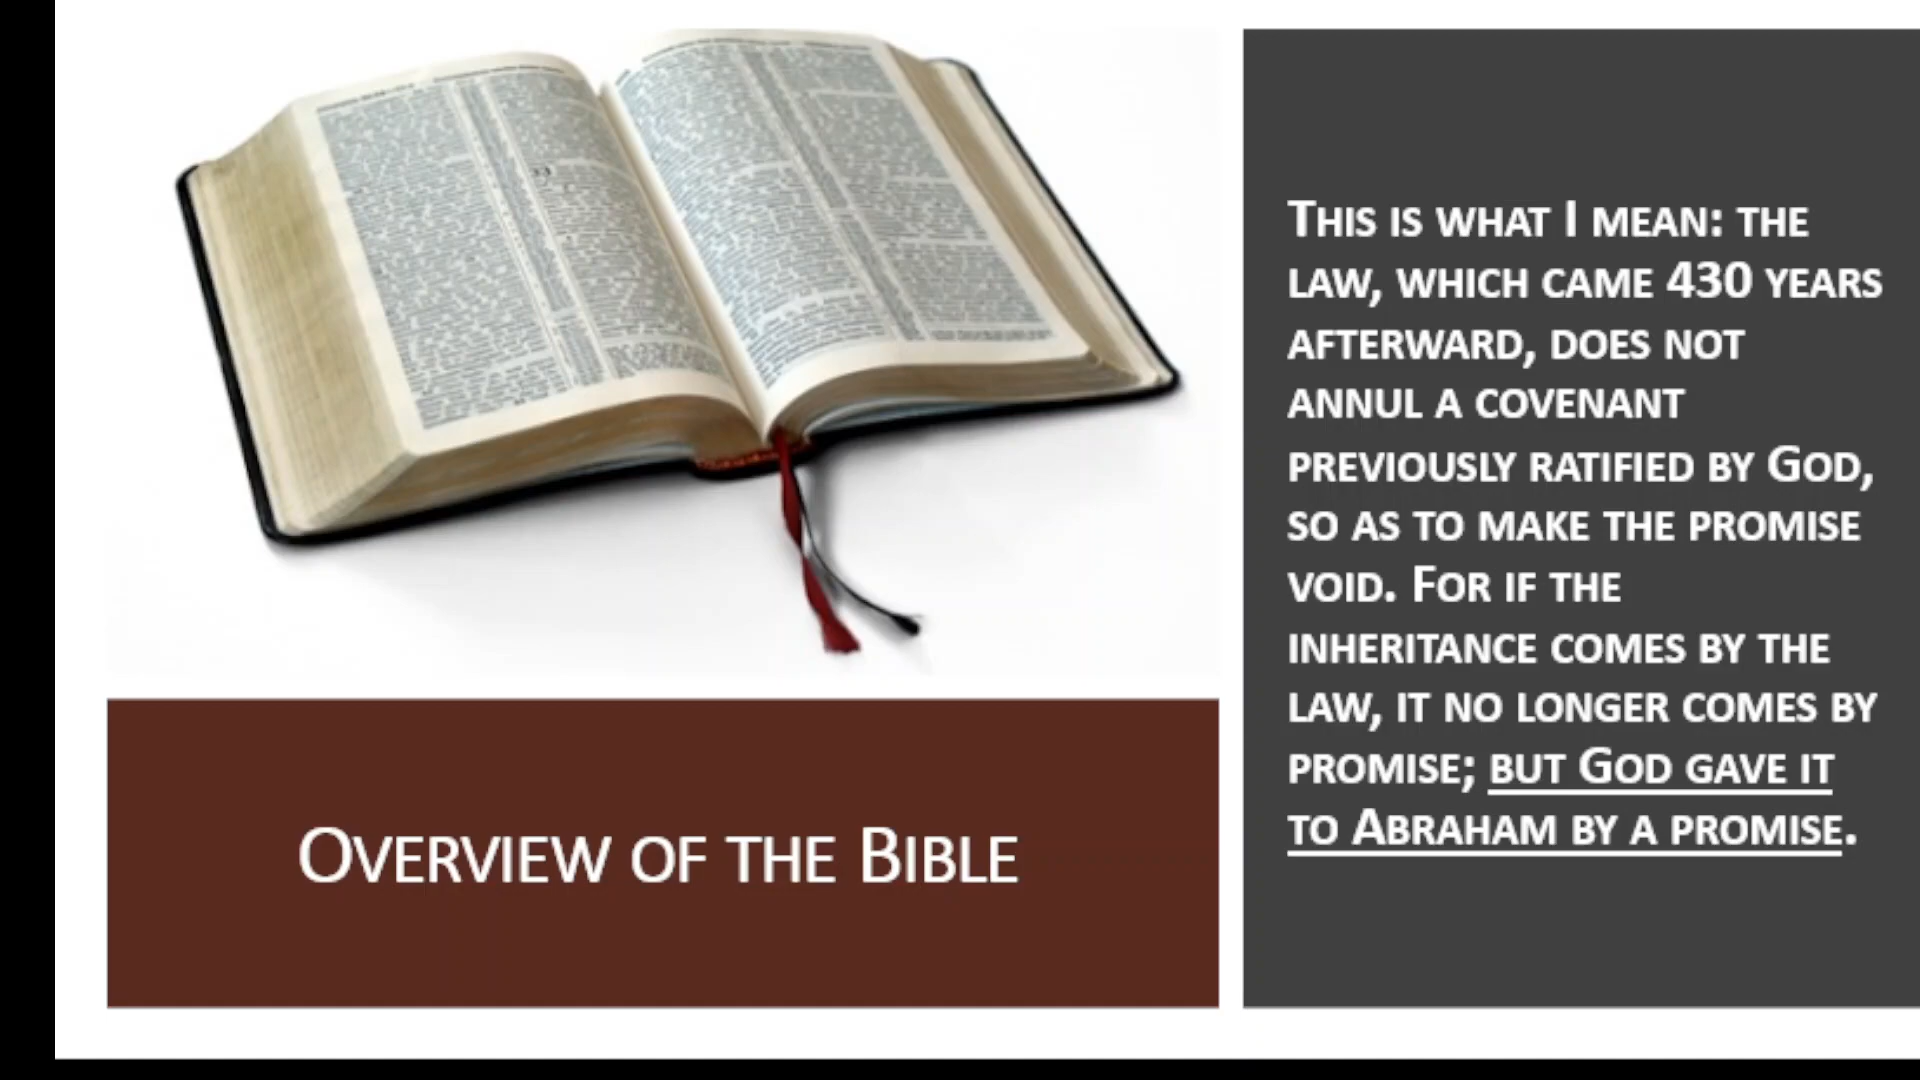 THIS IS WHAT I MEAN: THE
LAW, WHICH CAME 430 YEARS
AFTERWARD, DOES NOT
ANNUL A COVENANT
PREVIOUSLY RATIFIED BY GOD,
SO AS TO MAKE THE PROMISE
VOID. FOR IF THE
INHERITANCE COMES BY THE
LAW, IT NO LONGER COMES BY
PROMISE; BUT GOD GAVE IT
TO ABRAHAM BY A PROMISE.
OVERVIEW OF THE BIBLE